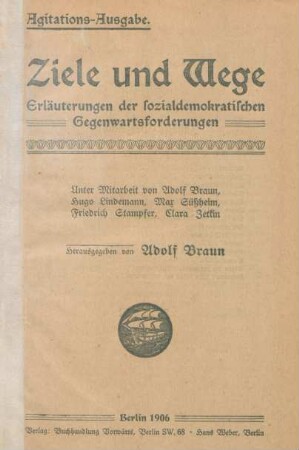 Agitations-Ausgabe.
Ziele und Wege
Erläuterungen der sozialdemokratischen
Gegenwartsforderungen
Unter Mitarbeit von Adolf Braun,
Hugo Lindemann, Max Süßheim,
Friedrich Stampfer, Clara Zetkin
Herausgegeben von Adolf Braun
Berlin 1906
Verlag: Buchhandlung Vorwärts, Berlin SW. 68 · Hans Weber, Berlin